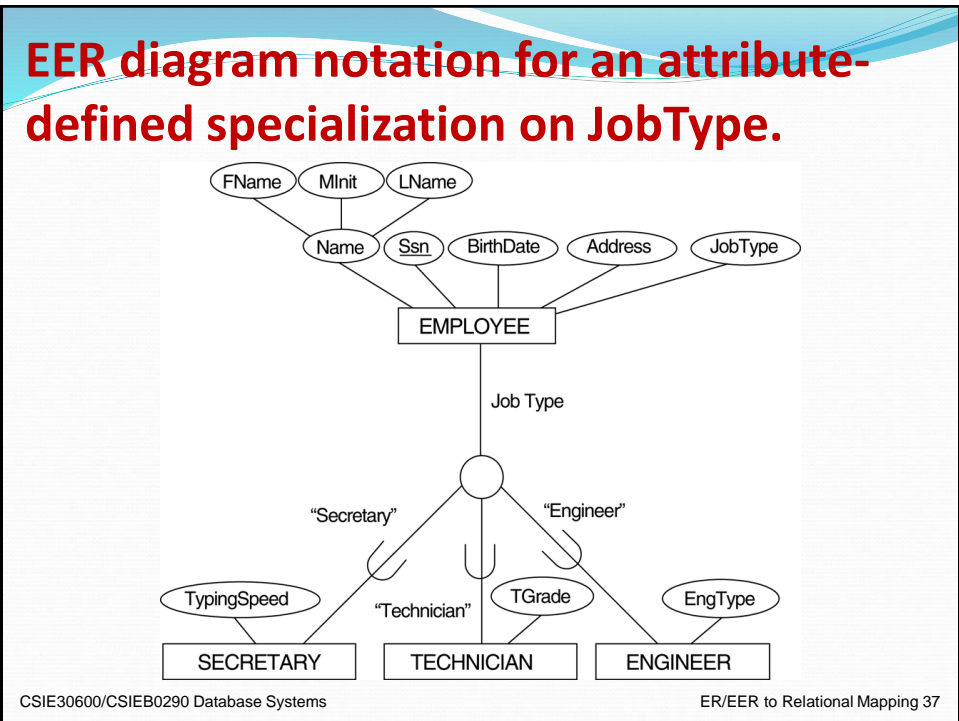 EER diagram notation for an attribute-
defined specialization on JobType.
FName MInit LName
Name Ssn BirthDate Address JobType
EMPLOYEE
Job Type
“Secretary” “Engineer”
TypingSpeed “Technician” TGrade EngType
SECRETARY TECHNICIAN ENGINEER
CSIE30600/CSIEB0290 Database Systems ER/EER to Relational Mapping 37